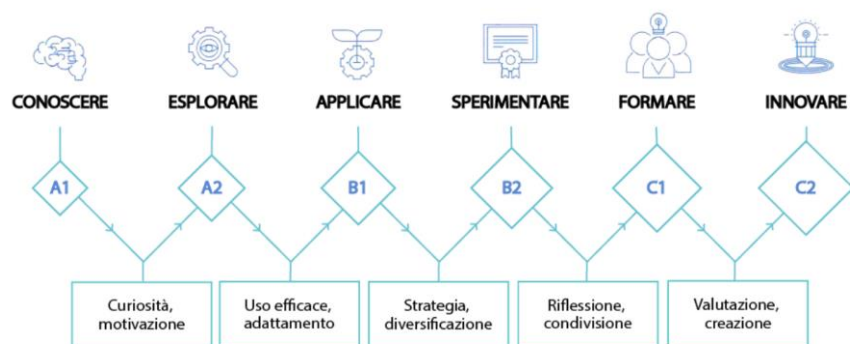 CONOSCERE
ESPLORARE
APPLICARE
SPERIMENTARE
FORMARE
INNOVARE
A1
A2
B1
B2
C1
C2
Curiosità,
motivazione
Uso efficace,
adattamento
Strategia,
diversificazione
Riflessione,
condivisione
Valutazione,
creazione